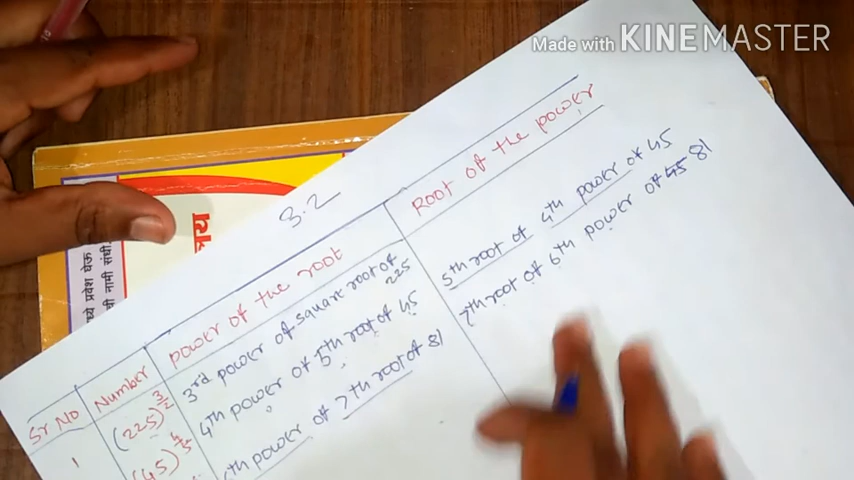 Made with KINEMASTER
3.2
Sr No
Number
Power of the root
Root of the power
1
(225)^3/2
3rd power of square root of
225
(45)^4/5
4th power of 5th root of 45
5th root of 4th power of 45
power of 7th root of 81
7th root of 6th power of 45 81
ध्ये प्रवेश घेऊ
ची नामी संधी